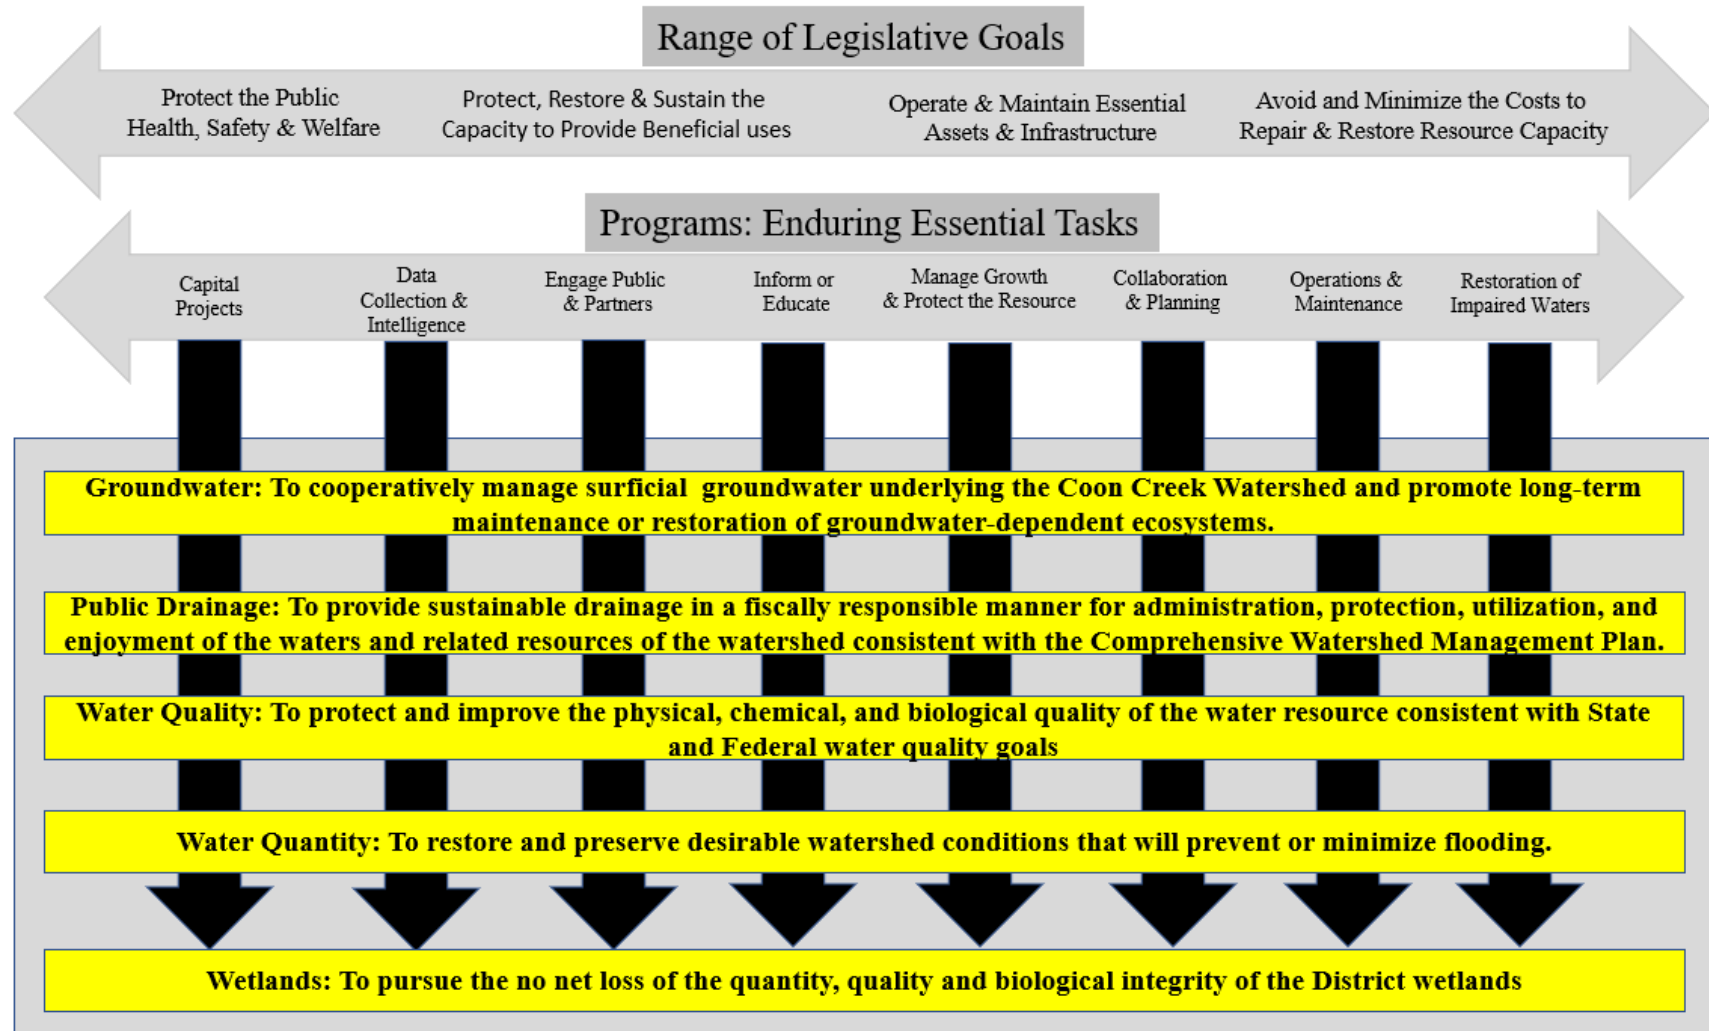 Range of Legislative Goals
Protect the Public
Health, Safety & Welfare
Protect, Restore & Sustain the
Capacity to Provide Beneficial uses
Operate & Maintain Essential
Assets & Infrastructure
Avoid and Minimize the Costs to
Repair & Restore Resource Capacity
Programs: Enduring Essential Tasks
Capital
Projects
Data
Collection &
Intelligence
Engage Public
& Partners
Inform or
Educate
Manage Growth
& Protect the Resource
Collaboration
& Planning
Operations &
Maintenance
Restoration of
Impaired Waters
Groundwater: To cooperatively manage surficial groundwater underlying the Coon Creek Watershed and promote long-term
maintenance or restoration of groundwater-dependent ecosystems.
Public Drainage: To provide sustainable drainage in a fiscally responsible manner for administration, protection, utilization, and
enjoyment of the waters and related resources of the watershed consistent with the Comprehensive Watershed Management Plan.
Water Quality: To protect and improve the physical, chemical, and biological quality of the water resource consistent with State
and Federal water quality goals
Water Quantity: To restore and preserve desirable watershed conditions that will prevent or minimize flooding.
Wetlands: To pursue the no net loss of the quantity, quality and biological integrity of the District wetlands